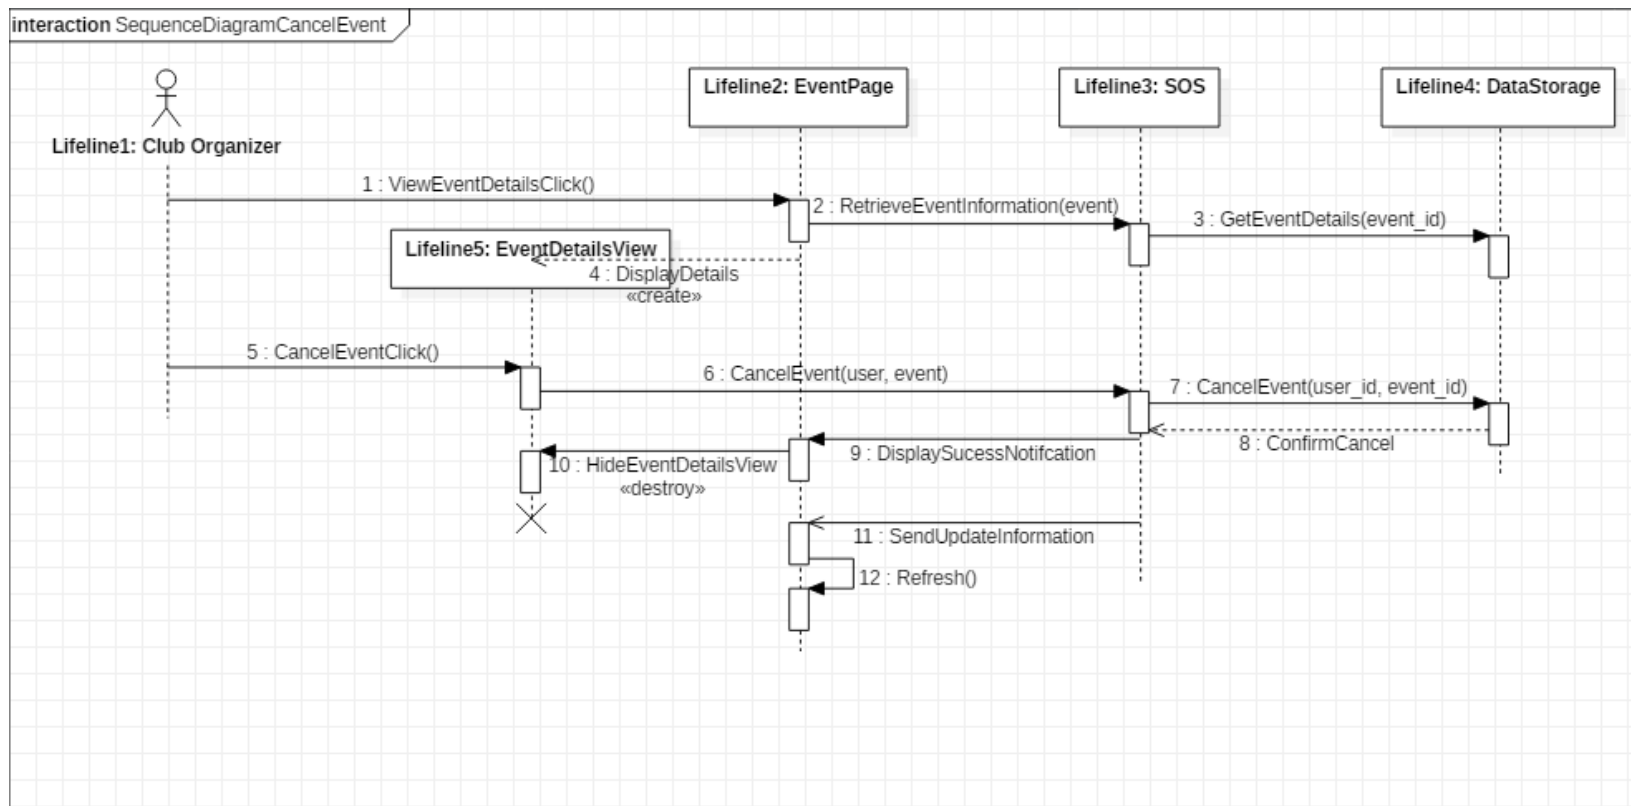 interaction SequenceDiagramCancelEvent
Lifeline2: EventPage
Lifeline3: SOS
Lifeline4: DataStorage
Lifeline1: Club Organizer
1 : ViewEventDetailsClick()
2 : RetrieveEventInformation(event)
3 : GetEventDetails(event_id)
Lifeline5: EventDetailsView
4 : DisplayDetails
«create»
5 : CancelEventClick()
6 : CancelEvent(user, event)
7 : CancelEvent(user_id, event_id)
8 : ConfirmCancel
9 : DisplaySucessNotifcation
10 : HideEventDetailsView
«destroy»
11 : SendUpdateInformation
12 : Refresh()